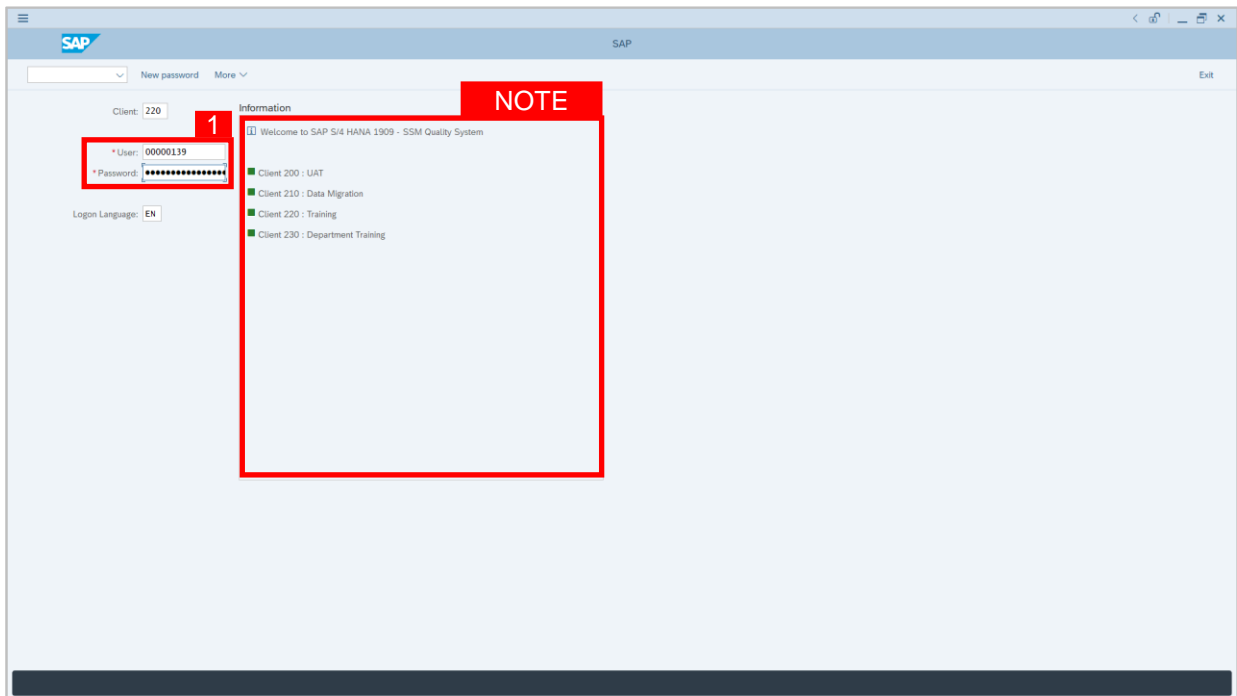 SAP
SAP
New password More
Exit
Client: 220
Information
NOTE
1
Welcome to SAP S/4 HANA 1909 - SSM Quality System
* User: 00000139
* Password:
Client 200 : UAT
Client 210 : Data Migration
Logon Language: EN
Client 220 : Training
Client 230 : Department Training